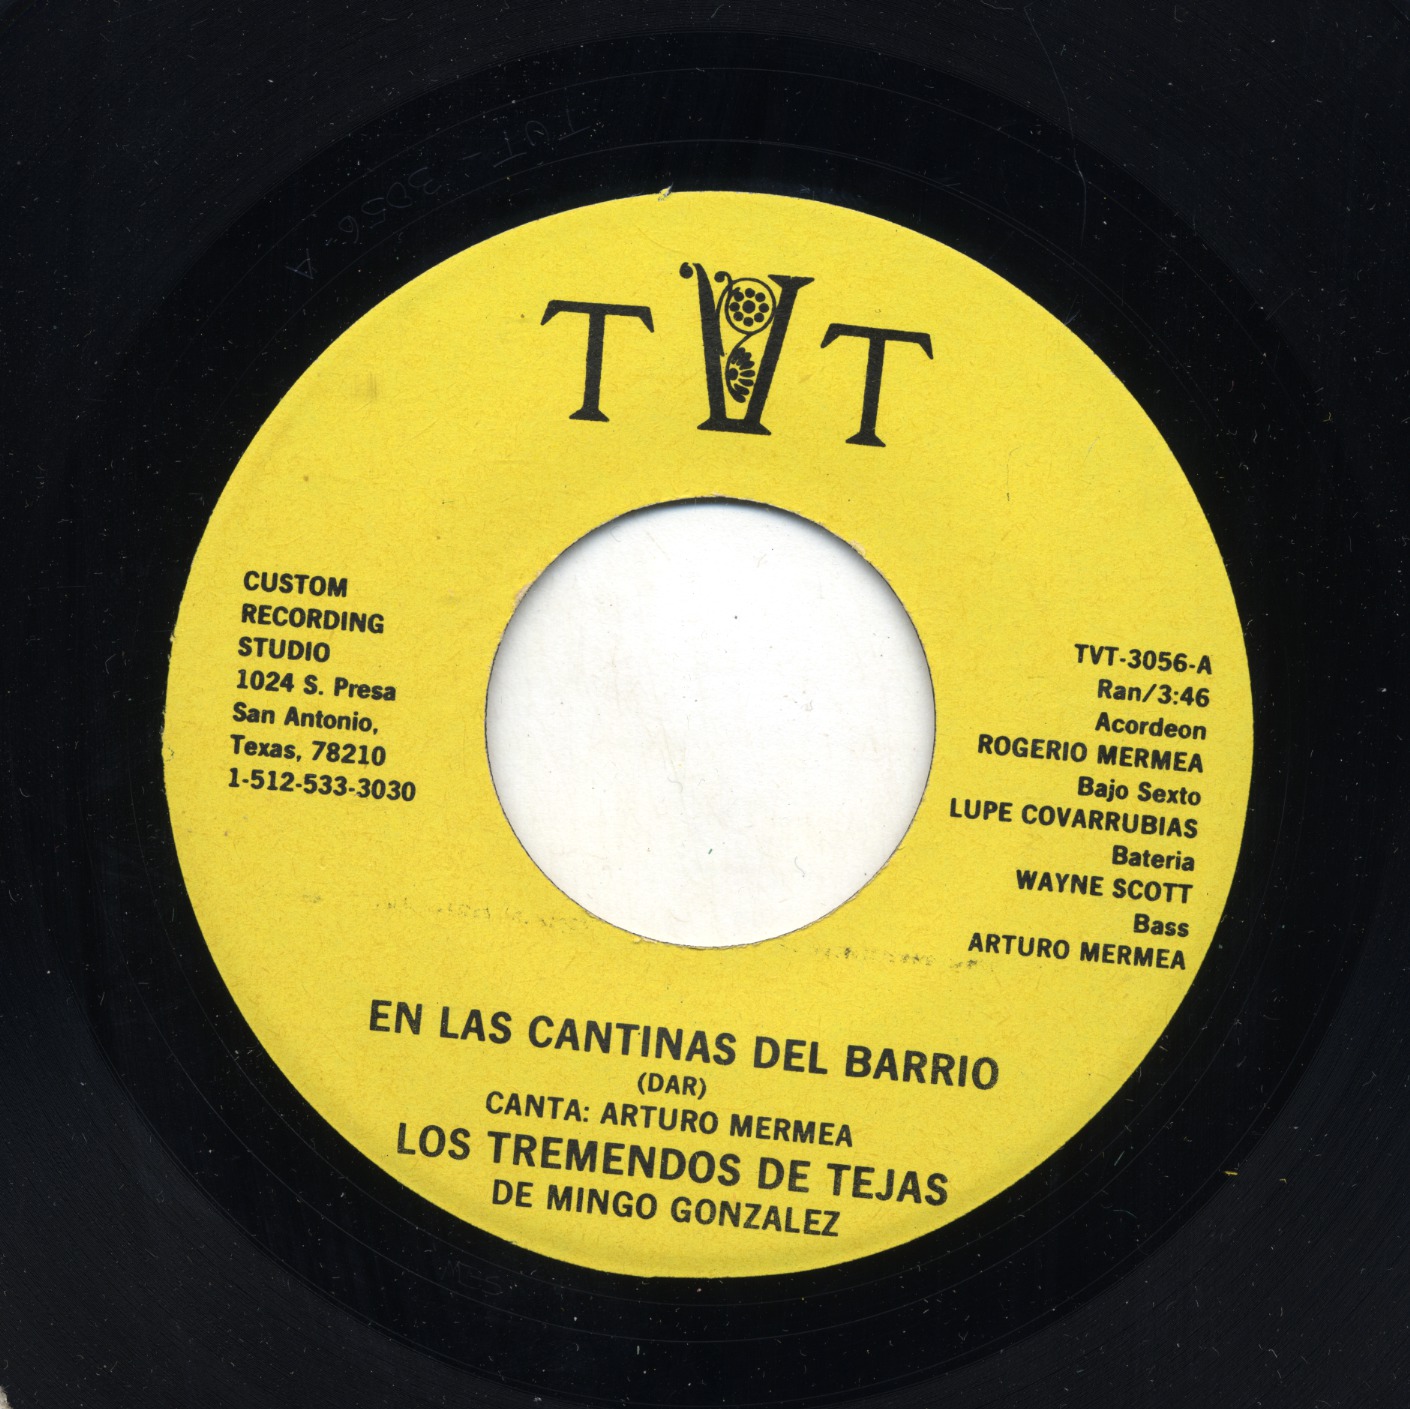 TVT
CUSTOM
RECORDING
STUDIO
1024 S. Presa
San Antonio,
Texas, 78210
1-512-533-3030
TVT-3056-A
Ran/3:46
Acordeon
ROGERIO MERMEA
Bajo Sexto
LUPE COVARRUBIAS
Bateria
WAYNE SCOTT
Bass
ARTURO MERMEA
EN LAS CANTINAS DEL BARRIO
(DAR)
CANTA: ARTURO MERMEA
LOS TREMENDOS DE TEJAS
DE MINGO GONZALEZ
TVT-3056-A